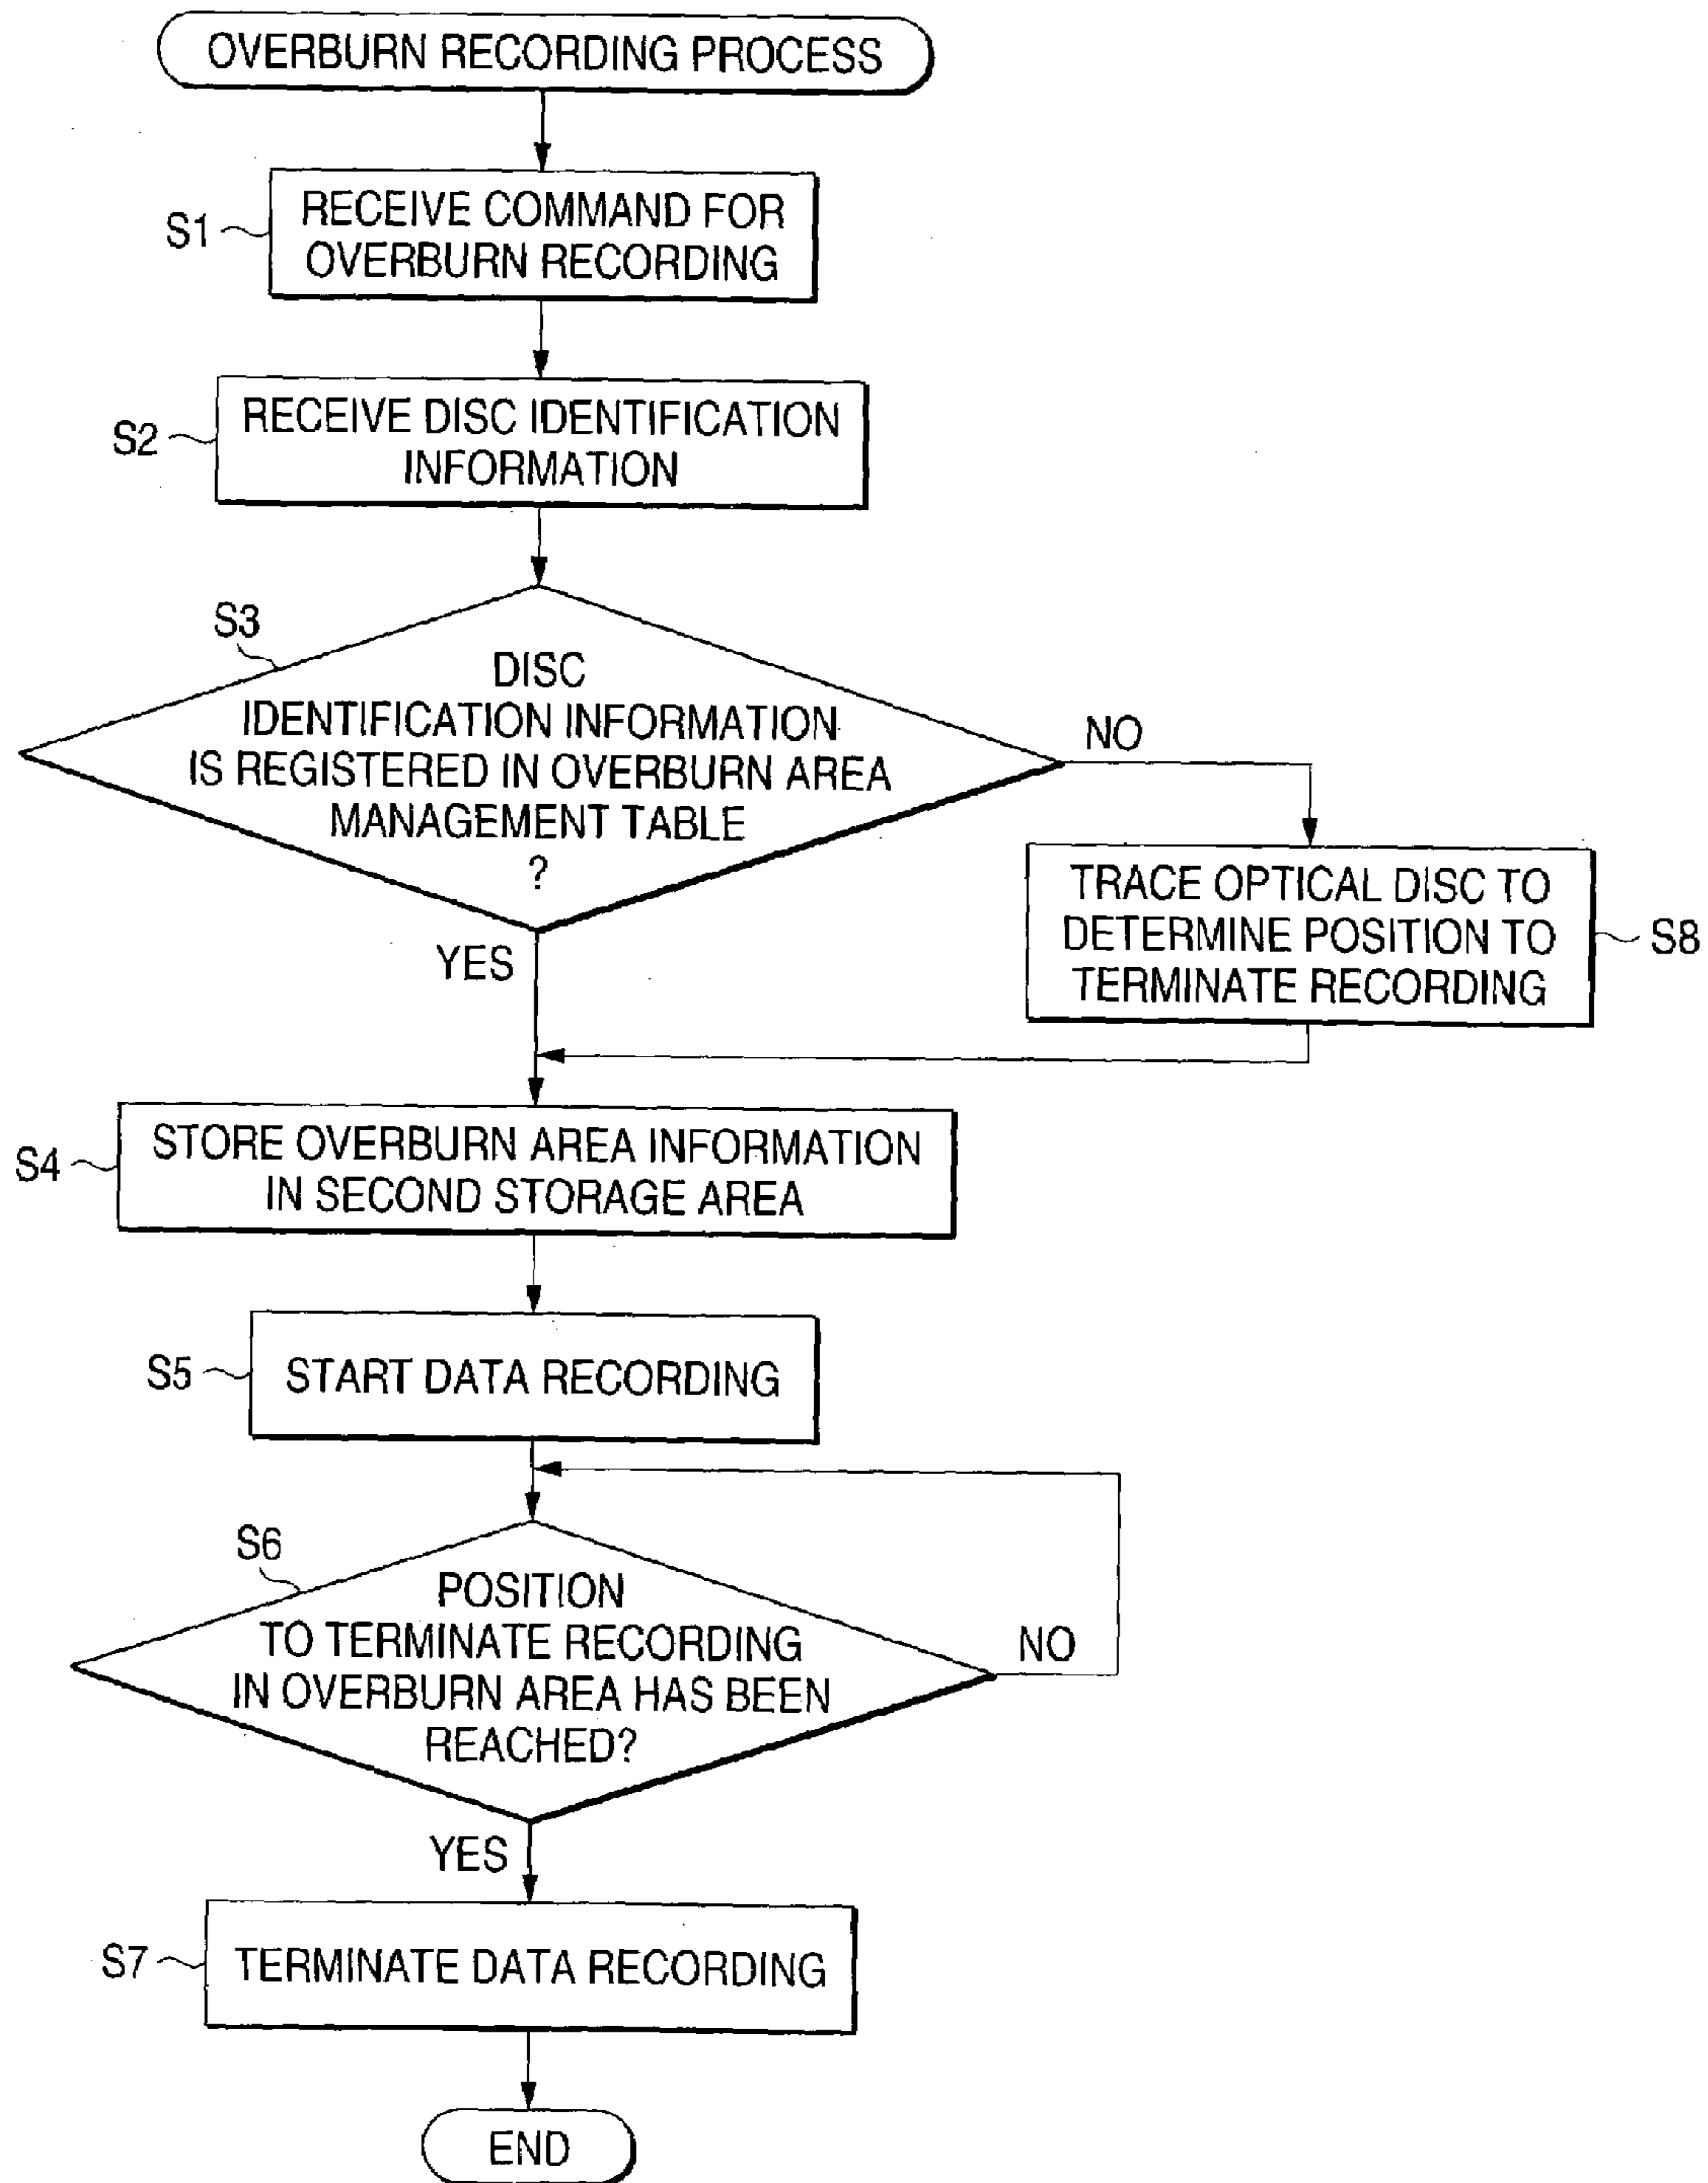 OVERBURN RECORDING PROCESS
S1
RECEIVE COMMAND FOR
OVERBURN RECORDING
S2
RECEIVE DISC IDENTIFICATION
INFORMATION
S3
DISC
IDENTIFICATION INFORMATION
IS REGISTERED IN OVERBURN AREA
MANAGEMENT TABLE
?
NO
YES
TRACE OPTICAL DISC TO
DETERMINE POSITION TO
TERMINATE RECORDING
S8
S4
STORE OVERBURN AREA INFORMATION
IN SECOND STORAGE AREA
S5
START DATA RECORDING
S6
POSITION
TO TERMINATE RECORDING
IN OVERBURN AREA HAS BEEN
REACHED?
NO
YES
S7
TERMINATE DATA RECORDING
END